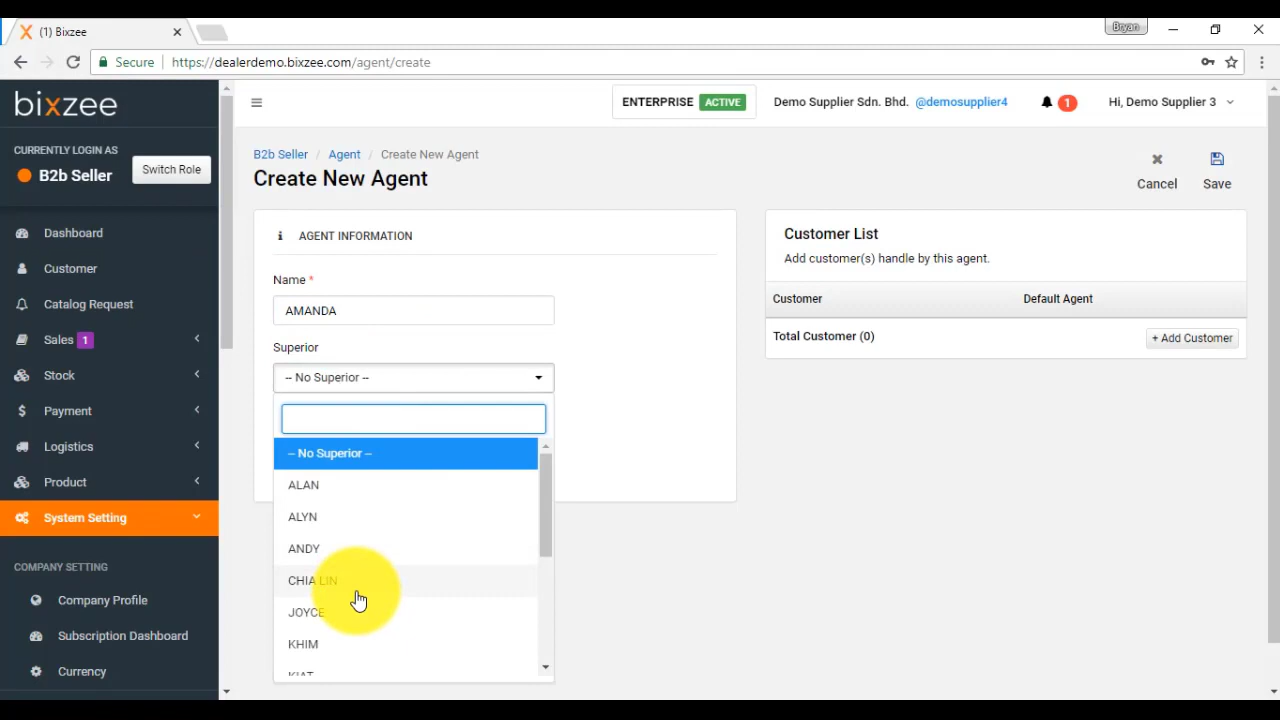 (1) Bixzee
Bryan
Secure https://dealerdemo.bixzee.com/agent/create
bixzee
CURRENTLY LOGIN AS
B2b Seller
Switch Role
Dashboard
Customer
Catalog Request
Sales 1
Stock
Payment
Logistics
Product
System Setting
COMPANY SETTING
Company Profile
Subscription Dashboard
Currency
ENTERPRISE ACTIVE
Demo Supplier Sdn. Bhd. @demosupplier4
1
Hi, Demo Supplier 3
B2b Seller / Agent / Create New Agent
Create New Agent
Cancel
Save
AGENT INFORMATION
Name *
AMANDA
Superior
-- No Superior --
-- No Superior --
ALAN
ALYN
ANDY
CHIA LIN
JOYCE
KHIM
KIAT
Customer List
Add customer(s) handle by this agent.
Customer Default Agent
Total Customer (0)
+ Add Customer